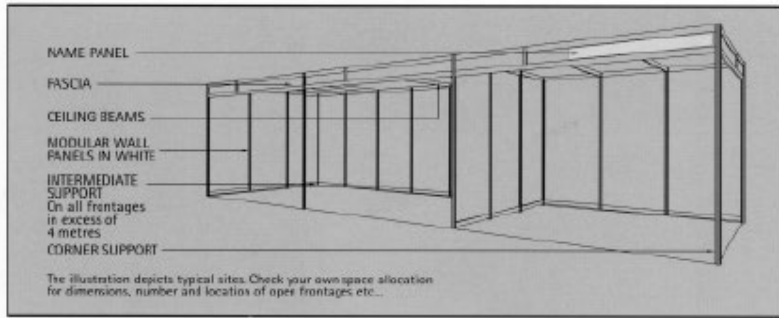 NAME PANEL
FASCIA
CEILING BEAMS
MODULAR WALL
PANELS IN WHITE
INTERMEDIATE
SUPPORT
On all frontages
in excess of
4 metres
CORNER SUPPORT
The illustration depicts typical sites. Check your own space allocation
for dimensions, number and location of open frontages etc...